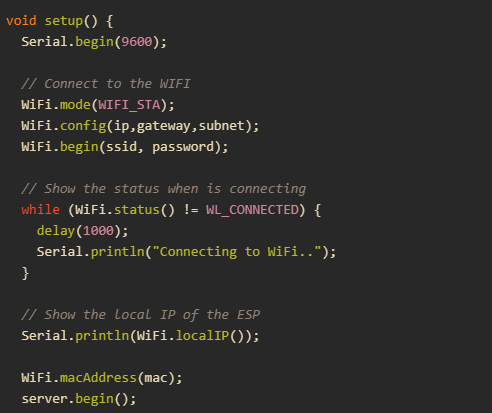 void setup() {
  Serial.begin(9600);

  // Connect to the WIFI
  WiFi.mode(WIFI_STA);
  WiFi.config(ip,gateway,subnet);
  WiFi.begin(ssid, password);

  // Show the status when is connecting
  while (WiFi.status() != WL_CONNECTED) {
    delay(1000);
    Serial.println("Connecting to WiFi..");
  }

  // Show the local IP of the ESP
  Serial.println(WiFi.localIP());

  WiFi.macAddress(mac);
  server.begin();